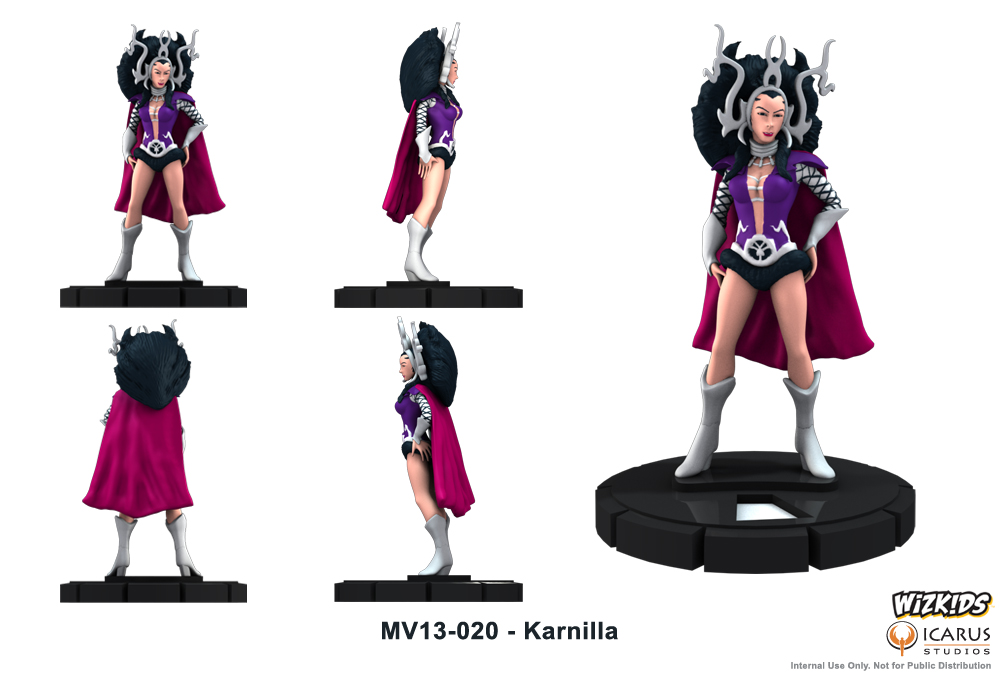 MV13-020 - Karnilla
WIZKIDS
ICARUS
STUDIOS
Internal Use Only. Not for Public Distribution